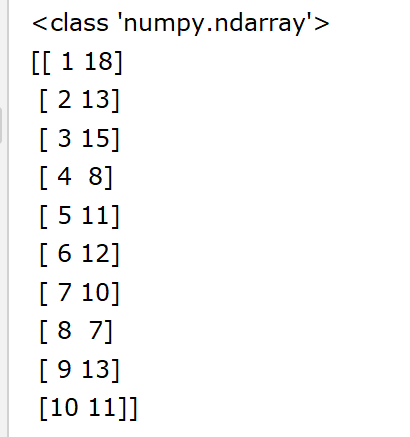 <class 'numpy.ndarray'>
[[ 1 18]
[ 2 13]
[ 3 15]
[ 4  8]
[ 5 11]
[ 6 12]
[ 7 10]
[ 8  7]
[ 9 13]
[10 11]]